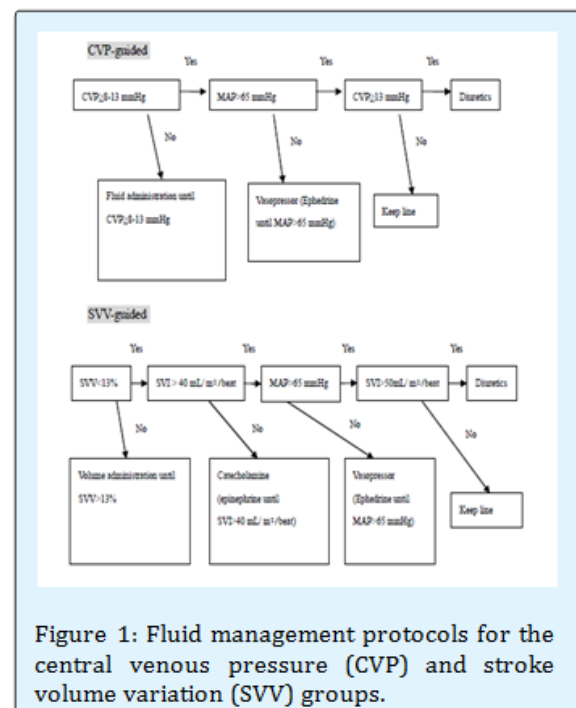 CVP-guided
Yes
Yes
Yes
CVP≥8-13 mmHg
MAP>65 mmHg
CVP≥13 mmHg
Diuretics
No
No
No
Fluid administration until
CVP≥8-13 mmHg
Vasopressor (Ephedrine
until MAP>65 mmHg)
Keep line
SVV-guided
Yes
Yes
Yes
Yes
SVV<13%
SVI > 40 mL/ m²/beat
MAP>65 mmHg
SVI>50mL/ m²/beat
Diuretics
No
No
No
No
Volume administration until
SVV>13%
Catecholamine
(epinephrine until
SVI>40 mL/ m²/beat)
Vasopressor
(Ephedrine until
MAP>65 mmHg)
Keep line
Figure 1: Fluid management protocols for the
central venous pressure (CVP) and stroke
volume variation (SVV) groups.